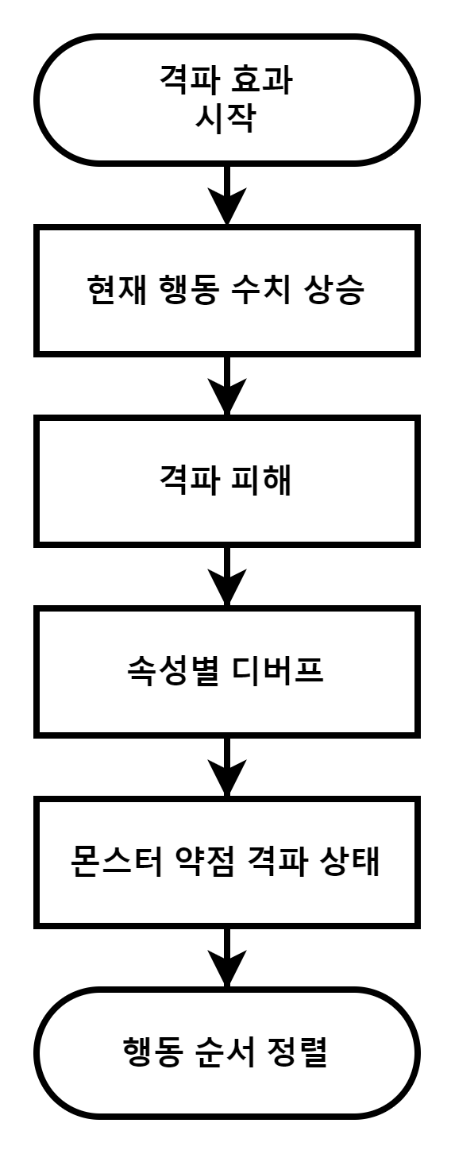 격파 효과
시작
현재 행동 수치 상승
격파 피해
속성별 디버프
몬스터 약점 격파 상태
행동 순서 정렬